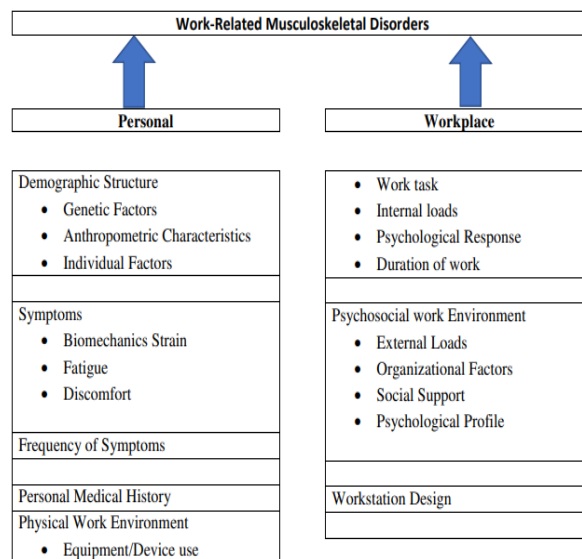 Work-Related Musculoskeletal Disorders
Personal
Demographic Structure
• Genetic Factors
• Anthropometric Characteristics
• Individual Factors
Symptoms
• Biomechanics Strain
• Fatigue
• Discomfort
Frequency of Symptoms
Personal Medical History
Physical Work Environment
• Equipment/Device use
Workplace
• Work task
• Internal loads
• Psychological Response
• Duration of work
Psychosocial work Environment
• External Loads
• Organizational Factors
• Social Support
• Psychological Profile
Workstation Design